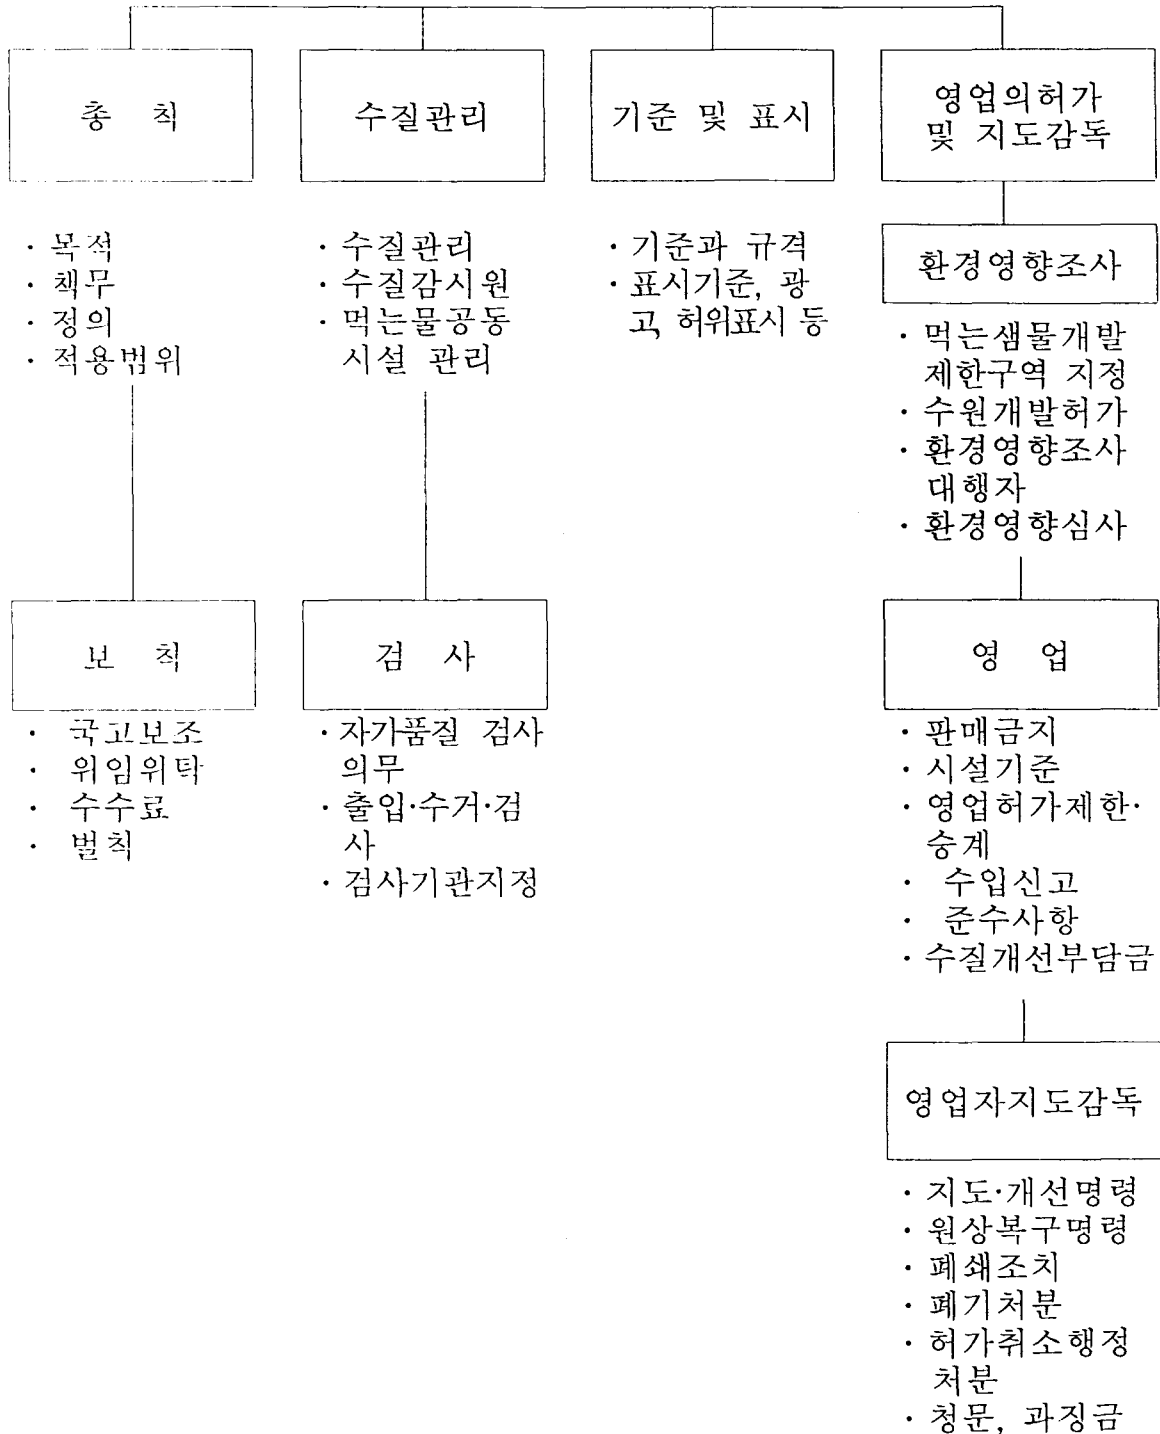 총 칙
· 목적
· 책무
· 정의
· 적용범위
보 칙
· 국고보조
· 위임위탁
· 수수료
· 벌칙
수질관리
· 수질관리
· 수질감시원
· 먹는물공동
시설 관리
검 사
· 자가품질 검사
의무
· 출입·수거·검
사
· 검사기관지정
기준 및 표시
· 기준과 규격
· 표시기준, 광
고, 허위표시 등
영업의허가
및 지도감독
환경영향조사
· 먹는샘물개발
제한구역 지정
· 수원개발허가
· 환경영향조사
대행자
· 환경영향심사
영 업
· 판매금지
· 시설기준
· 영업허가제한·
승계
· 수입신고
· 준수사항
· 수질개선부담금
영업자지도감독
· 지도·개선명령
· 원상복구명령
· 폐쇄조치
· 폐기처분
· 허가취소행정
처분
· 청문, 과징금